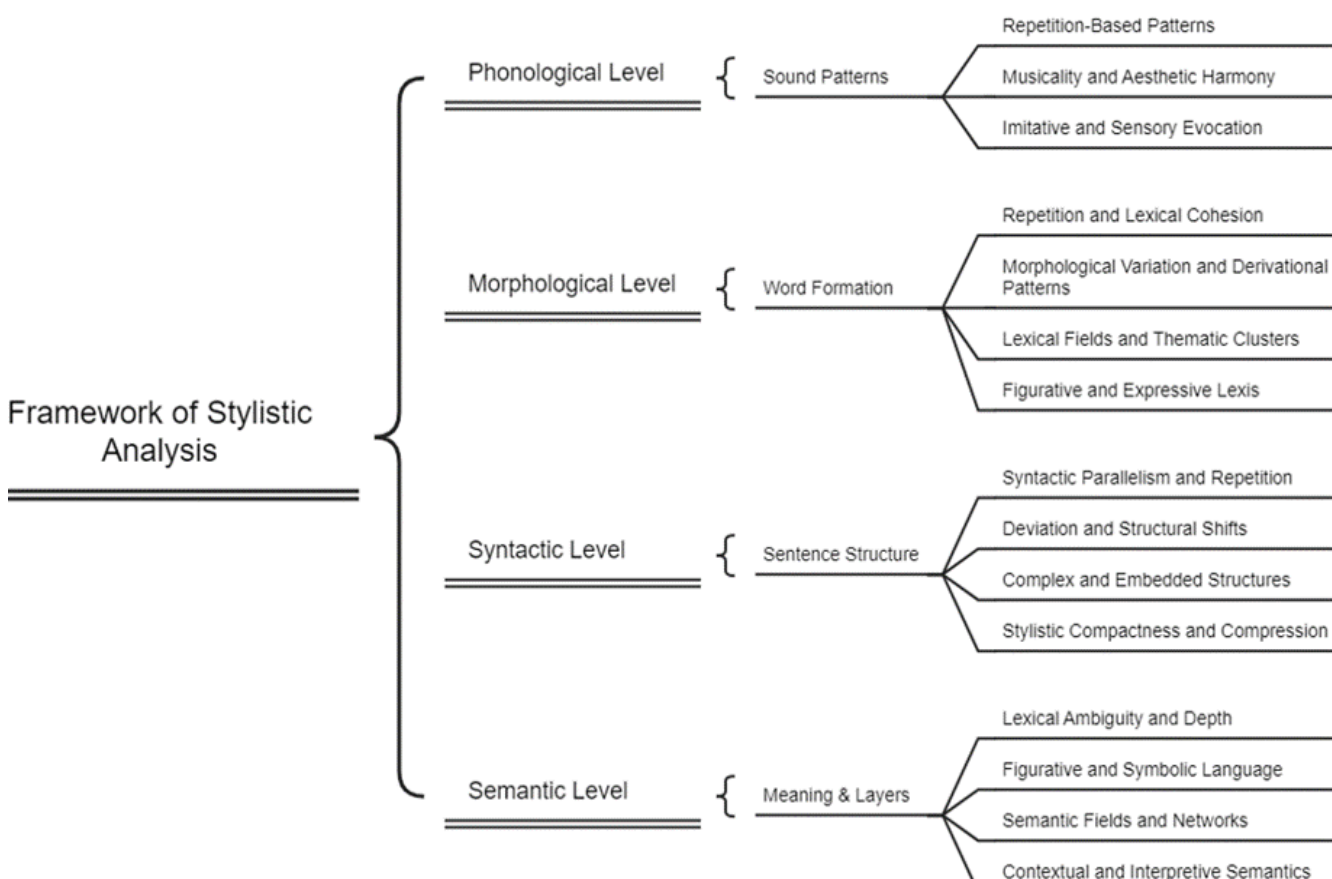 Framework of Stylistic
Analysis
Phonological Level
Sound Patterns
Repetition-Based Patterns
Musicality and Aesthetic Harmony
Imitative and Sensory Evocation
Morphological Level
Word Formation
Repetition and Lexical Cohesion
Morphological Variation and Derivational
Patterns
Lexical Fields and Thematic Clusters
Figurative and Expressive Lexis
Syntactic Level
Sentence Structure
Syntactic Parallelism and Repetition
Deviation and Structural Shifts
Complex and Embedded Structures
Stylistic Compactness and Compression
Semantic Level
Meaning & Layers
Lexical Ambiguity and Depth
Figurative and Symbolic Language
Semantic Fields and Networks
Contextual and Interpretive Semantics